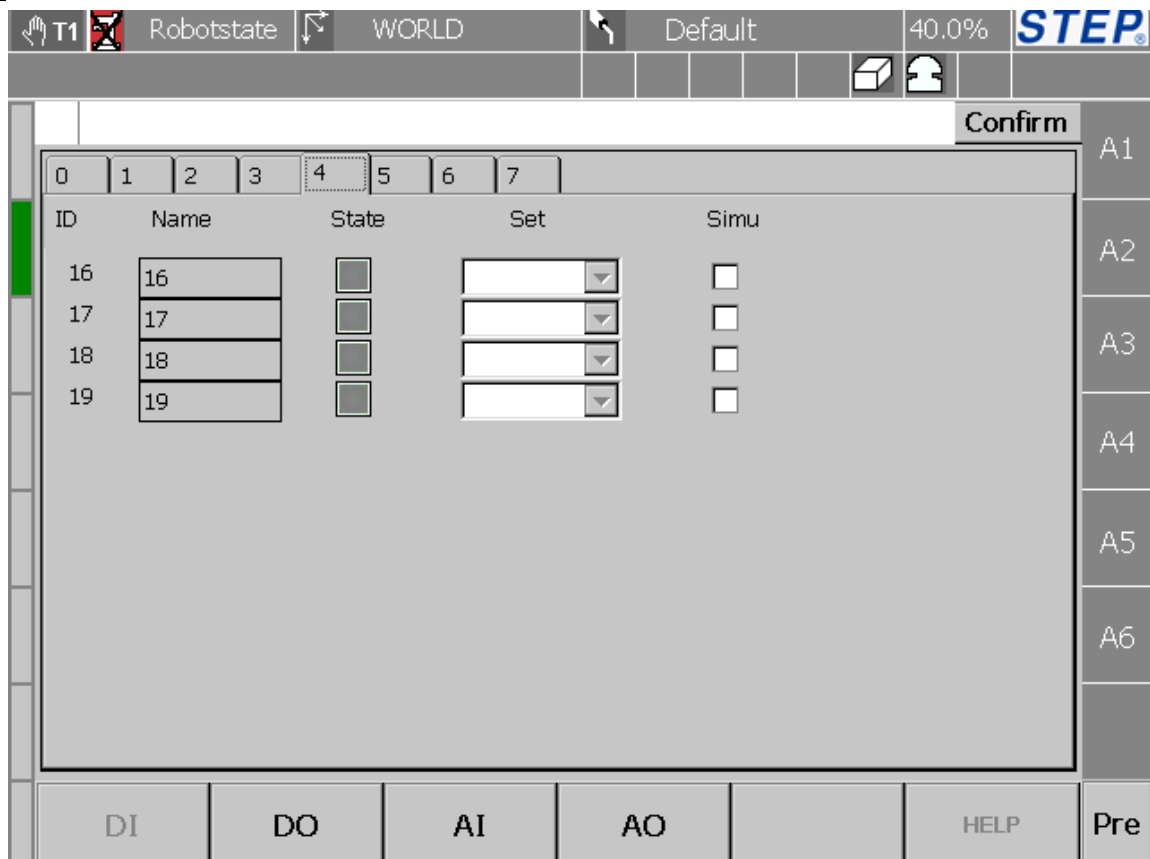 T1 Robotstate WORLD Default 40.0% STEP®
Confirm
A1
0 1 2 3 4 5 6 7
ID Name State Set Simu
A2
16 16
17 17
A3
18 18
19 19
A4
A5
A6
DI DO AI AO HELP Pre